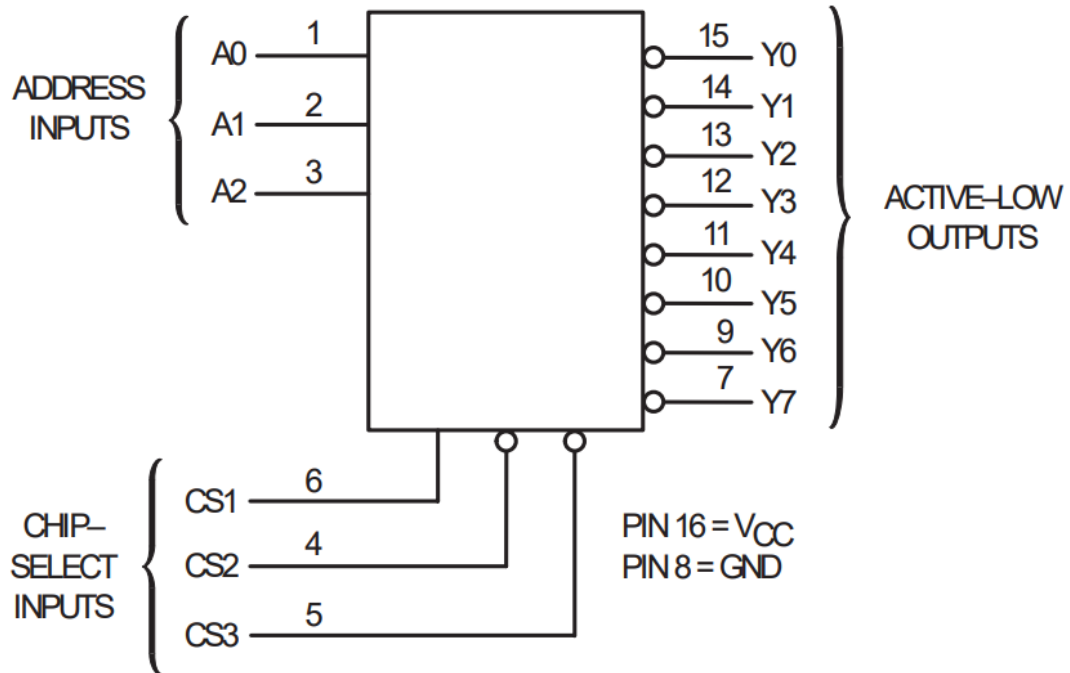 ADDRESS
INPUTS
A0 1
A1 2
A2 3
15 Y0
14 Y1
13 Y2
12 Y3
11 Y4
10 Y5
9 Y6
7 Y7
ACTIVE–LOW
OUTPUTS
CHIP–
SELECT
INPUTS
CS1 6
CS2 4
CS3 5
PIN 16 = VCC
PIN 8 = GND